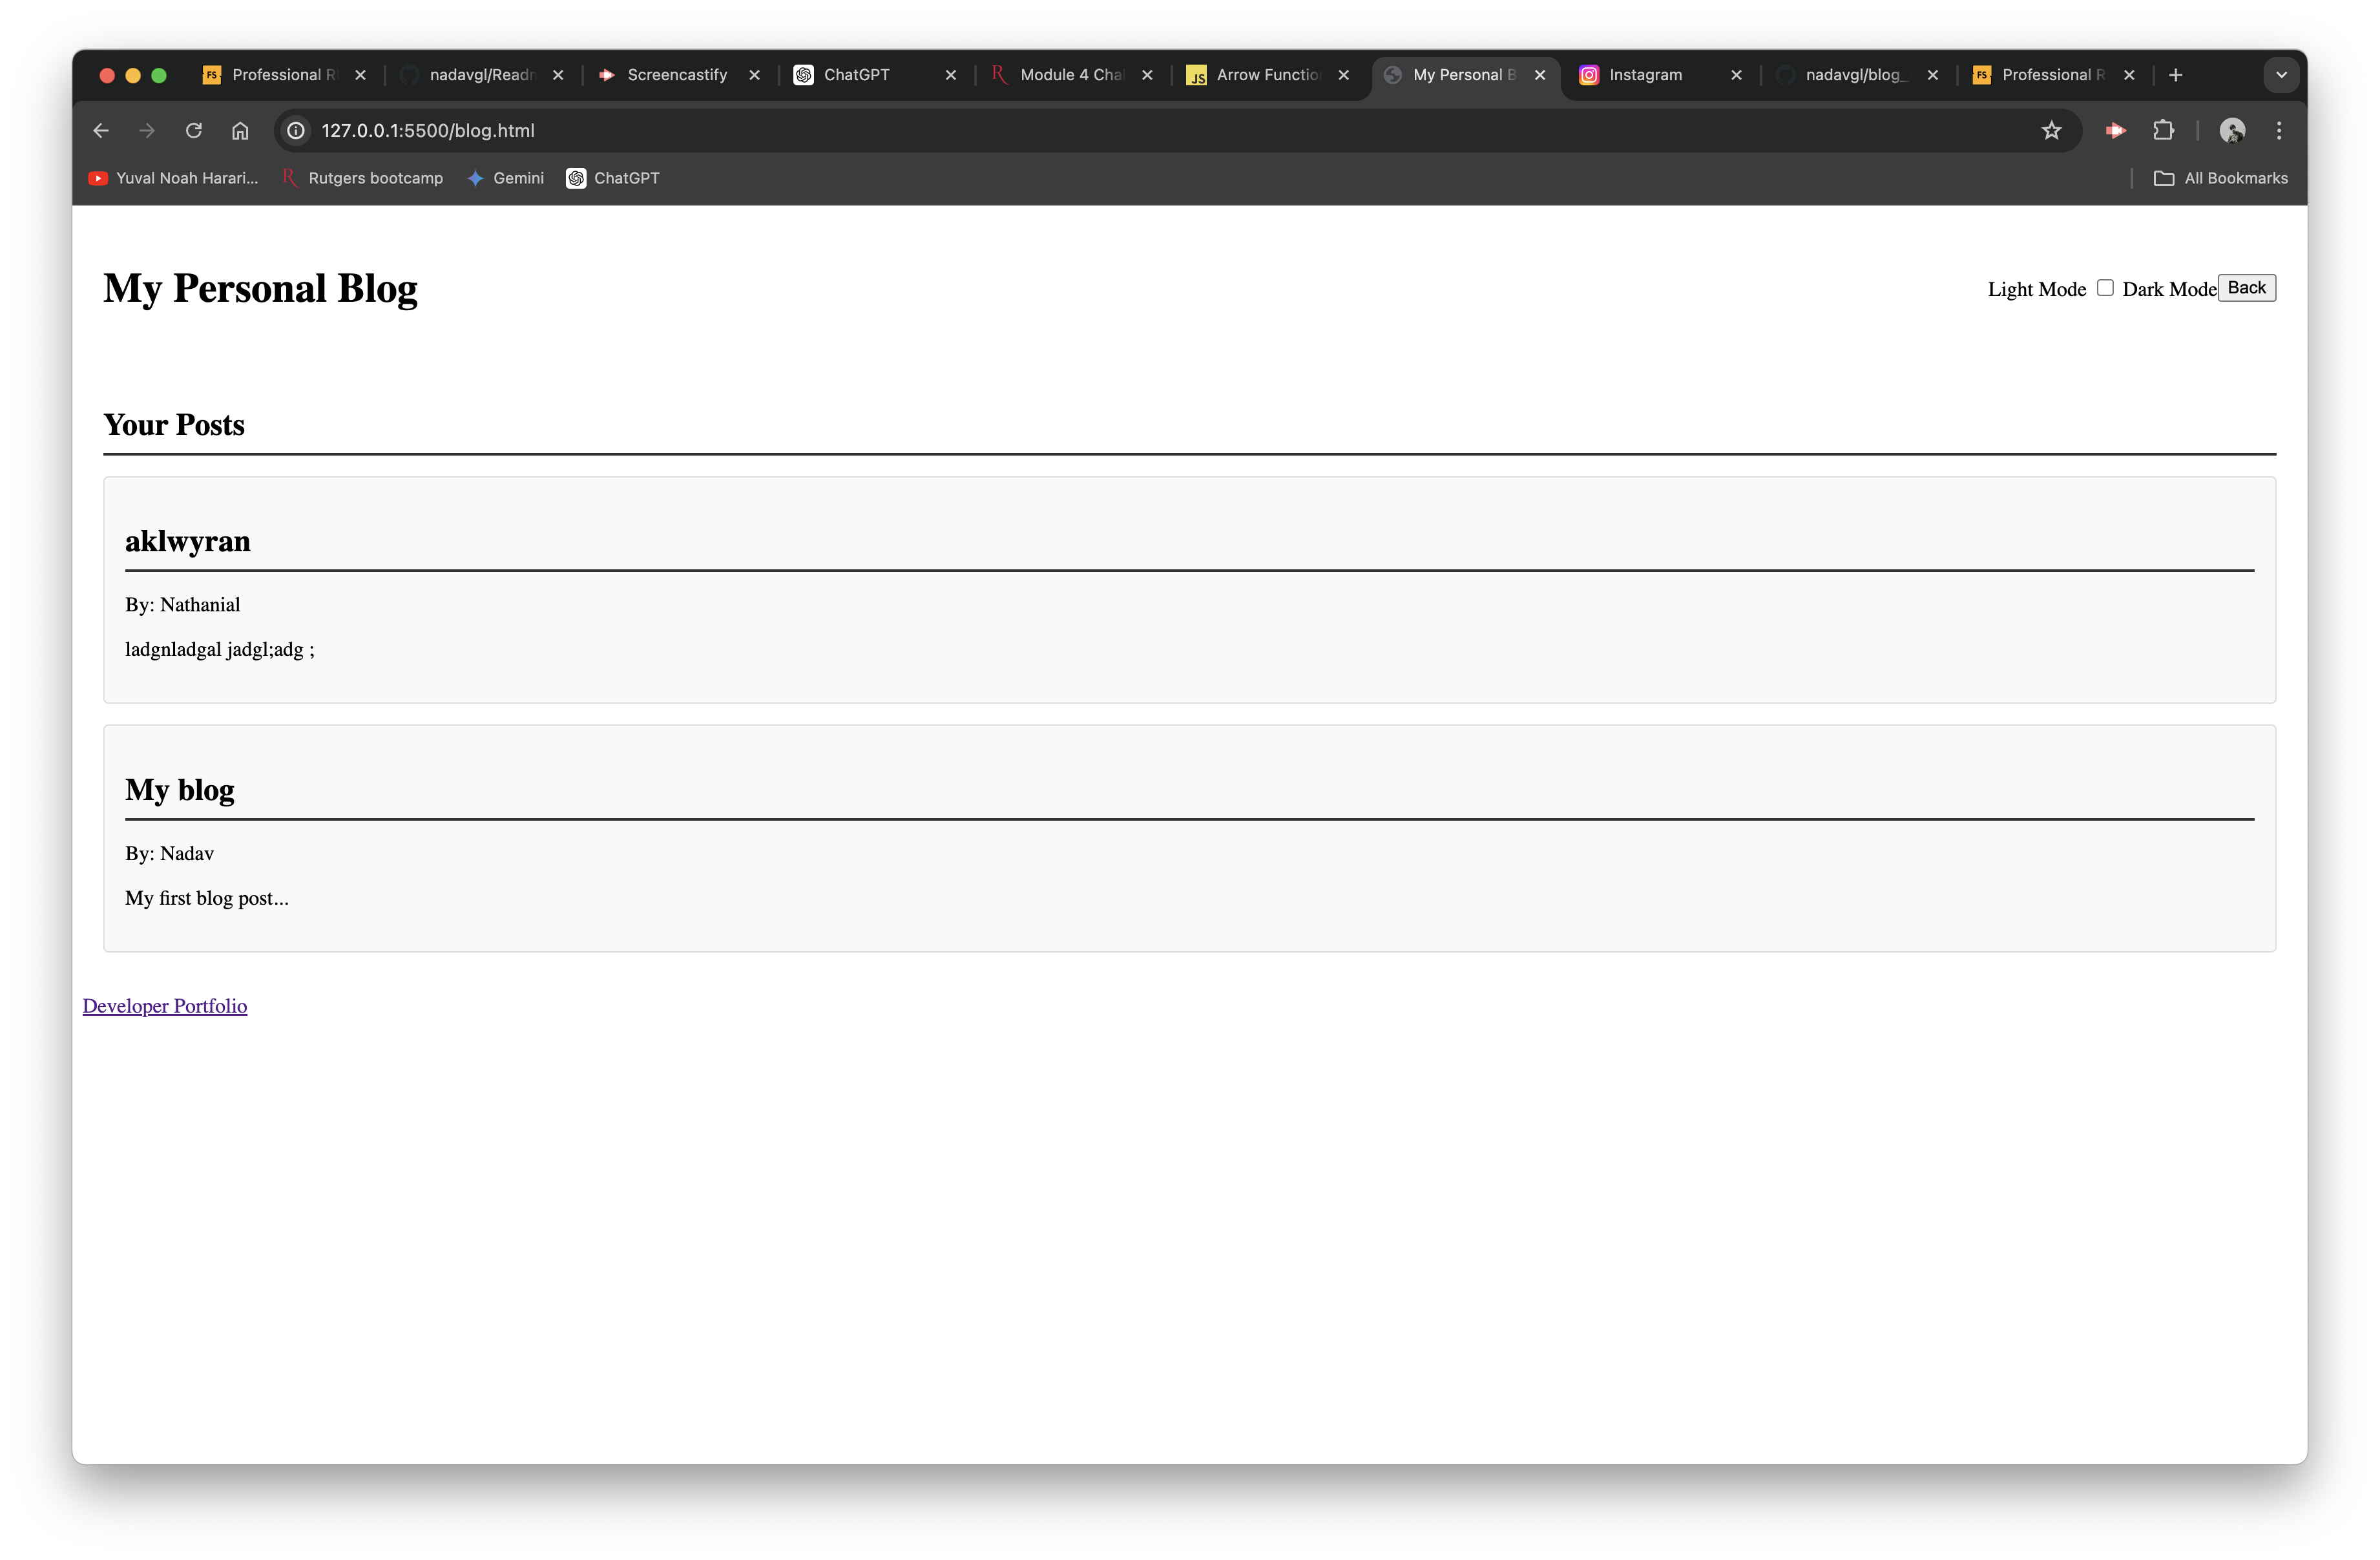 Professional R
nadavgl/Readm
Screencastify
ChatGPT
Module 4 Chal
Arrow Functio
My Personal B
Instagram
nadavgl/blog_
Professional R
127.0.0.1:5500/blog.html
Yuval Noah Harari...
Rutgers bootcamp
Gemini
ChatGPT
All Bookmarks
My Personal Blog
Light Mode Dark Mode Back
Your Posts
aklwyran
By: Nathanial
ladgnladgal jadgl;adg ;
My blog
By: Nadav
My first blog post...
Developer Portfolio